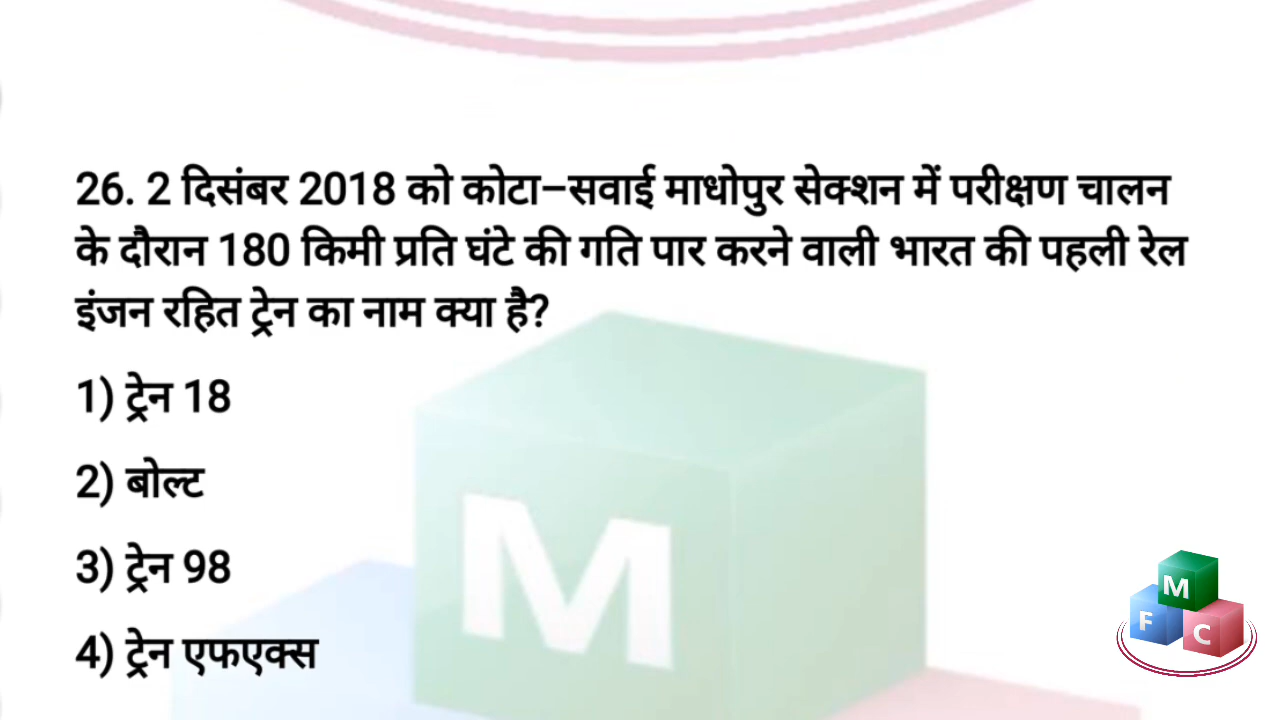 26. 2 दिसंबर 2018 को कोटा–सवाई माधोपुर सेक्शन में परीक्षण चालन
के दौरान 180 किमी प्रति घंटे की गति पार करने वाली भारत की पहली रेल
इंजन रहित ट्रेन का नाम क्या है?
1) ट्रेन 18
2) बोल्ट
3) ट्रेन 98
4) ट्रेन एफएक्स
M
M
F
C